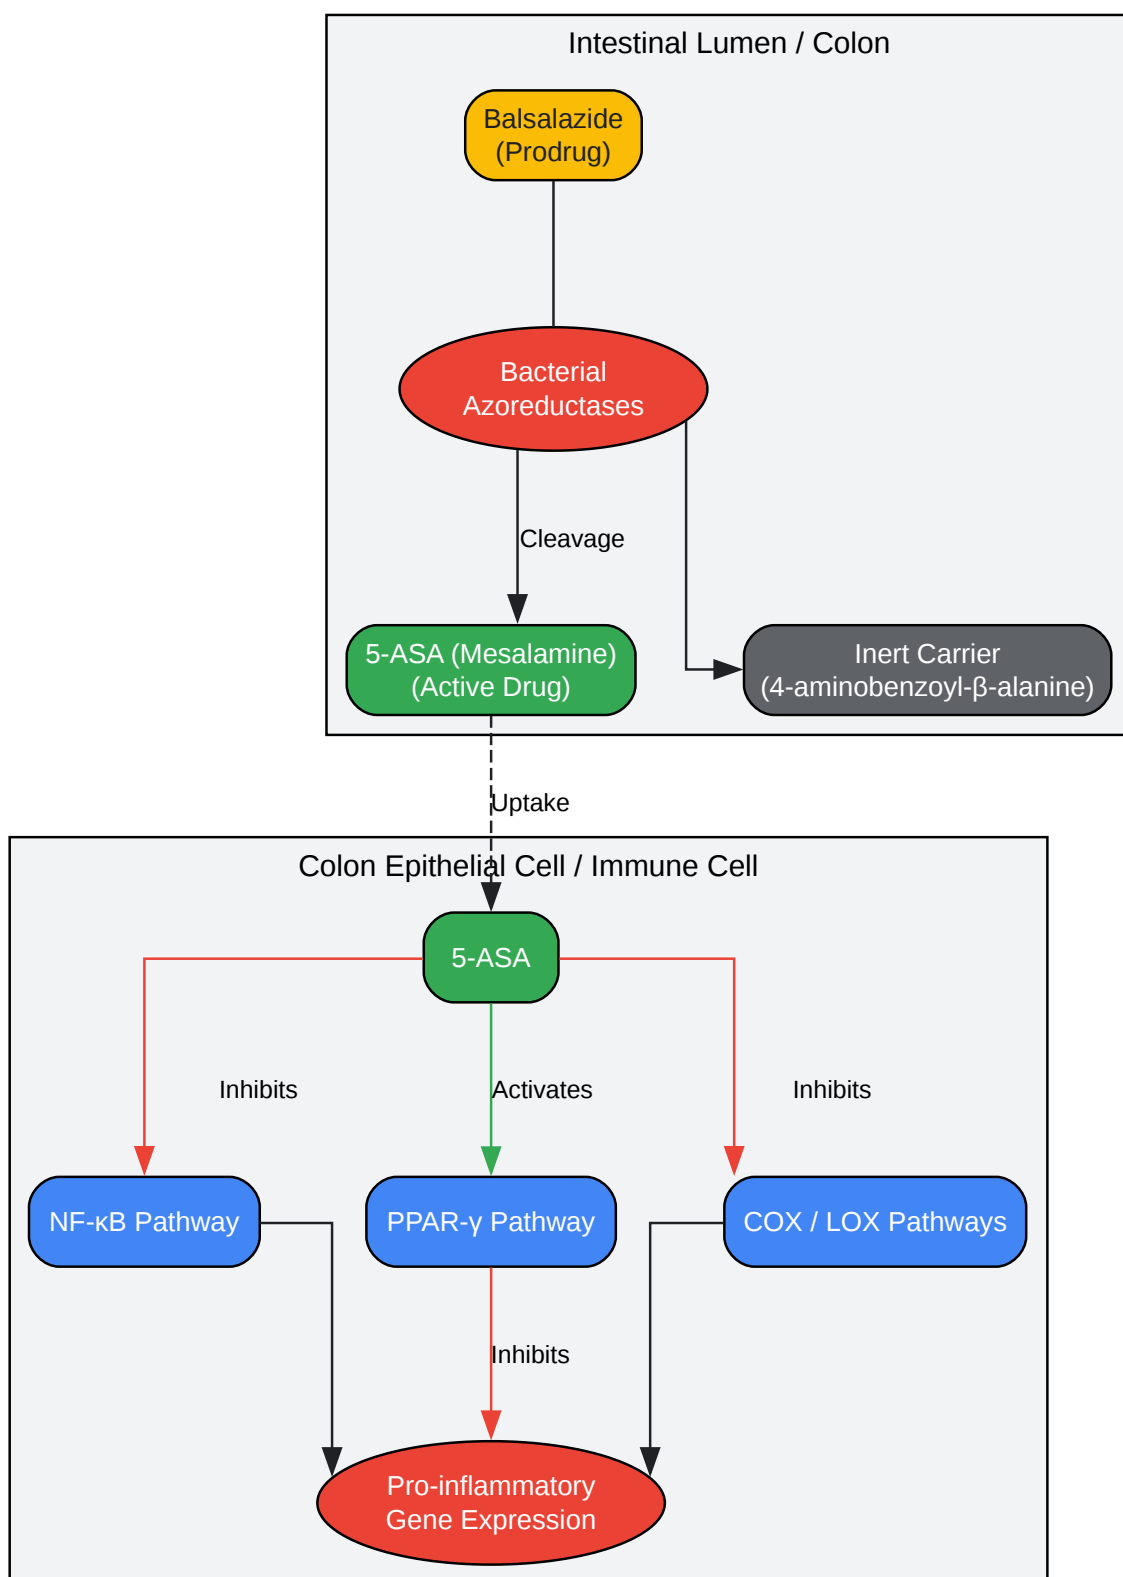 Intestinal Lumen / Colon
Balsalazide
(Prodrug)
Bacterial
Azoreductases
Cleavage
5-ASA (Mesalamine)
(Active Drug)
Inert Carrier
(4-aminobenzoyl-β-alanine)
Uptake
Colon Epithelial Cell / Immune Cell
5-ASA
Inhibits
Activates
Inhibits
NF-κB Pathway
PPAR-γ Pathway
COX / LOX Pathways
Inhibits
Pro-inflammatory
Gene Expression